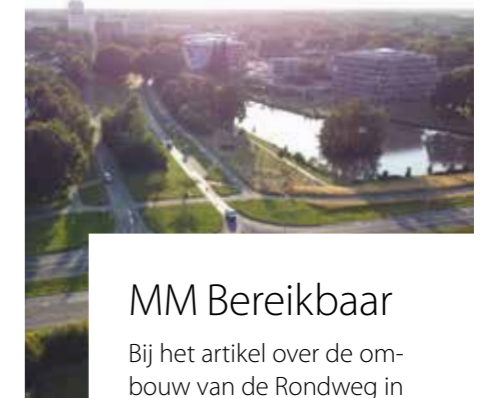 MM Bereikbaar
Bij het artikel over de om-
bouw van de Rondweg in